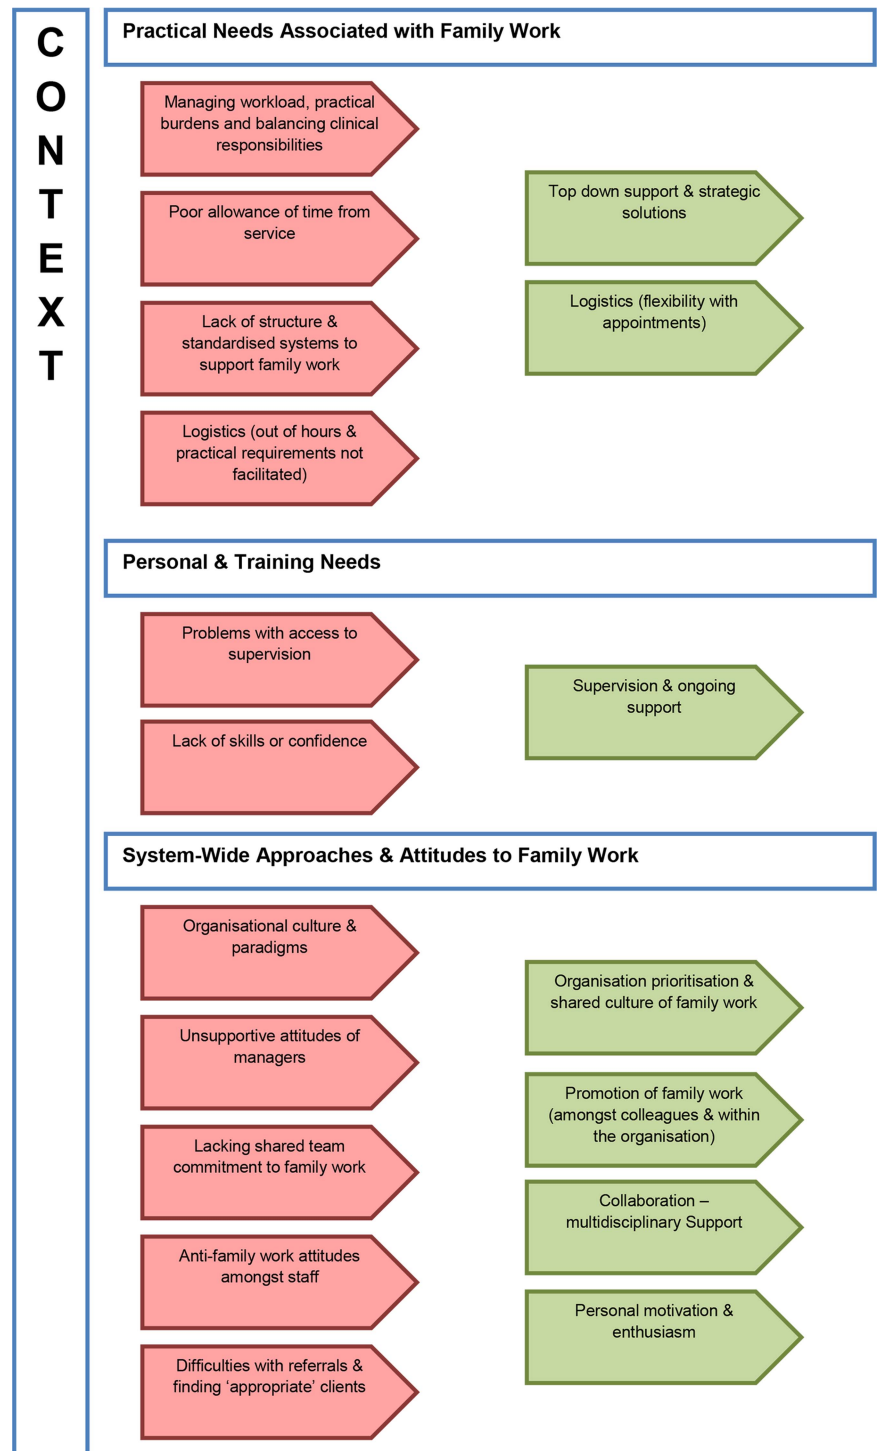 CONTEXT
Practical Needs Associated with Family Work
Managing workload, practical
burdens and balancing clinical
responsibilities
Poor allowance of time from
service
Lack of structure &
standardised systems to
support family work
Logistics (out of hours &
practical requirements not
facilitated)
Top down support & strategic
solutions
Logistics (flexibility with
appointments)
Personal & Training Needs
Problems with access to
supervision
Lack of skills or confidence
Supervision & ongoing
support
System-Wide Approaches & Attitudes to Family Work
Organisational culture &
paradigms
Unsupportive attitudes of
managers
Lacking shared team
commitment to family work
Anti-family work attitudes
amongst staff
Difficulties with referrals &
finding ‘appropriate’ clients
Organisation prioritisation &
shared culture of family work
Promotion of family work
(amongst colleagues & within
the organisation)
Collaboration –
multidisciplinary Support
Personal motivation &
enthusiasm